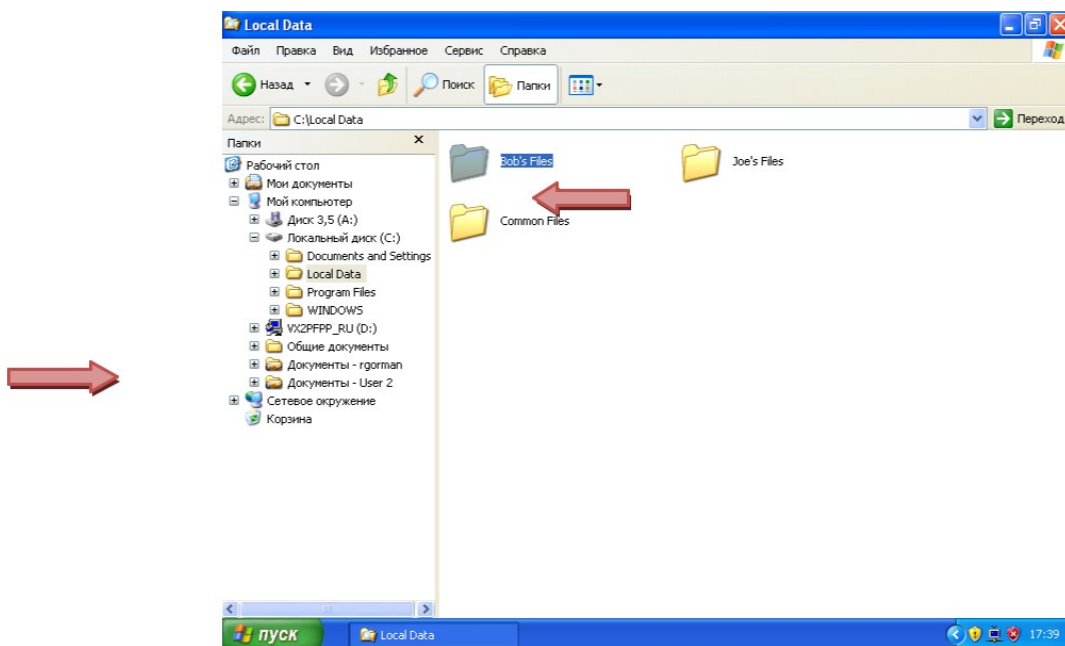 Local Data
Файл Правка Вид Избранное Сервис Справка
Назад Поиск Папки
Адрес: C:\Local Data Переход
Папки
Рабочий стол
Мои документы
Мой компьютер
Диск 3,5 (A:)
Локальный диск (C:)
Documents and Settings
Local Data
Program Files
WINDOWS
VX2PFPP_RU (D:)
Общие документы
Документы - rgorman
Документы - User 2
Сетевое окружение
Корзина
Bob's Files Joe's Files
Common Files
пуск Local Data 17:39